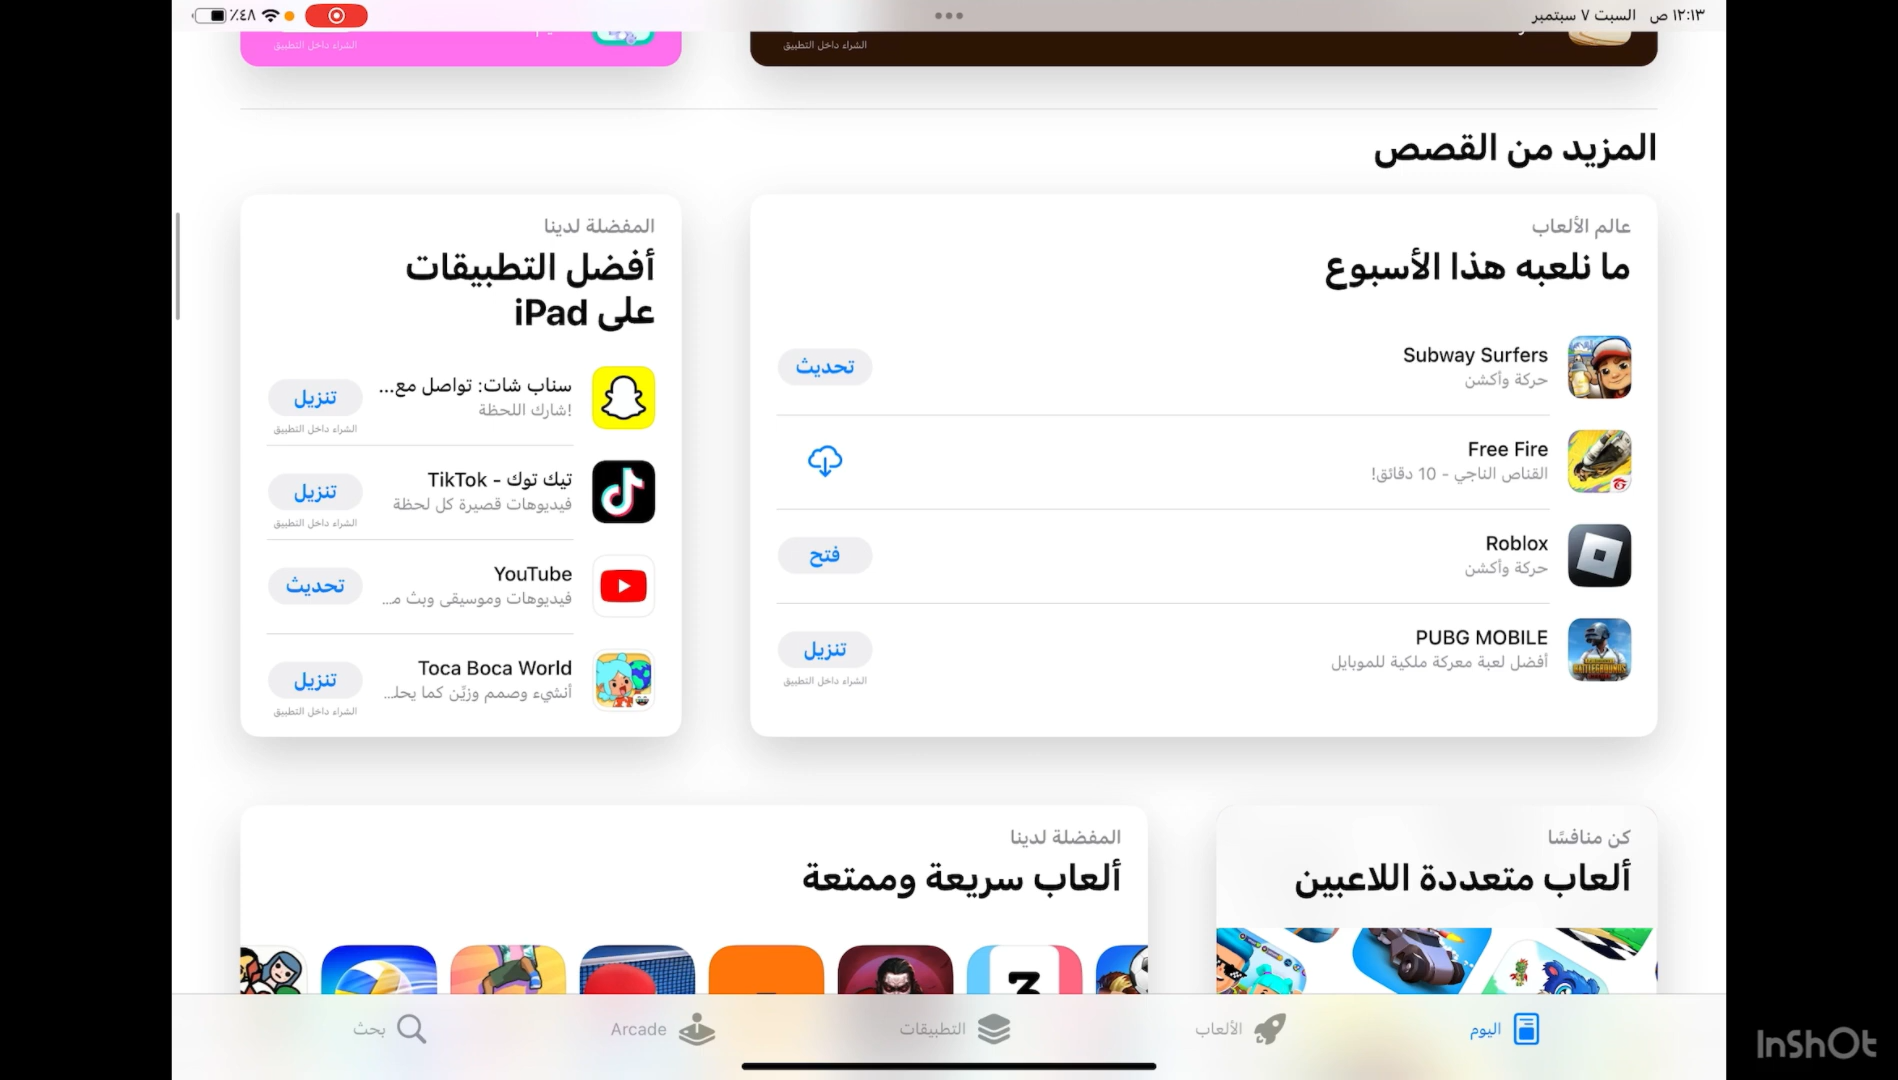 ١٢:١٣ ص السبت ٧ سبتمبر
٪٤٨
الشراء داخل التطبيق
الشراء داخل التطبيق
المزيد من القصص
عالم الألعاب
ما نلعبه هذا الأسبوع
Subway Surfers
حركة وأكشن
تحديث
Free Fire
القناص الناجي - 10 دقائق!
Roblox
حركة وأكشن
فتح
PUBG MOBILE
أفضل لعبة معركة ملكية للموبايل
تنزيل
الشراء داخل التطبيق
المفضلة لدينا
أفضل التطبيقات
على iPad
سناب شات: تواصل مع...
شارك اللحظة!
تنزيل
الشراء داخل التطبيق
تيك توك - TikTok
فيديوهات قصيرة كل لحظة
تنزيل
الشراء داخل التطبيق
YouTube
فيديوهات وموسيقى وبث مـ...
تحديث
Toca Boca World
أنشيء وصمم وزيّن كما يحلـ...
تنزيل
الشراء داخل التطبيق
كن منافسًا
ألعاب متعددة اللاعبين
المفضلة لدينا
ألعاب سريعة وممتعة
3
اليوم
الألعاب
التطبيقات
Arcade
بحث
InShOt